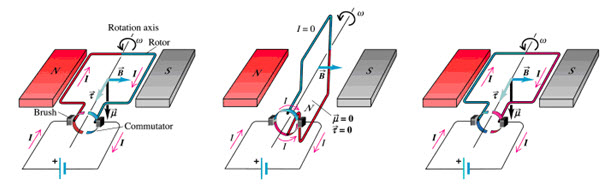 Rotation axis
ω
Rotor
N
I
B
I
S
τ
Brush
μ
Commutator
I
I
+
ω
I = 0
N
B
S
I
N
μ = 0
τ = 0
I
I
I
+
ω
N
I
B
I
S
τ
μ
I
I
+